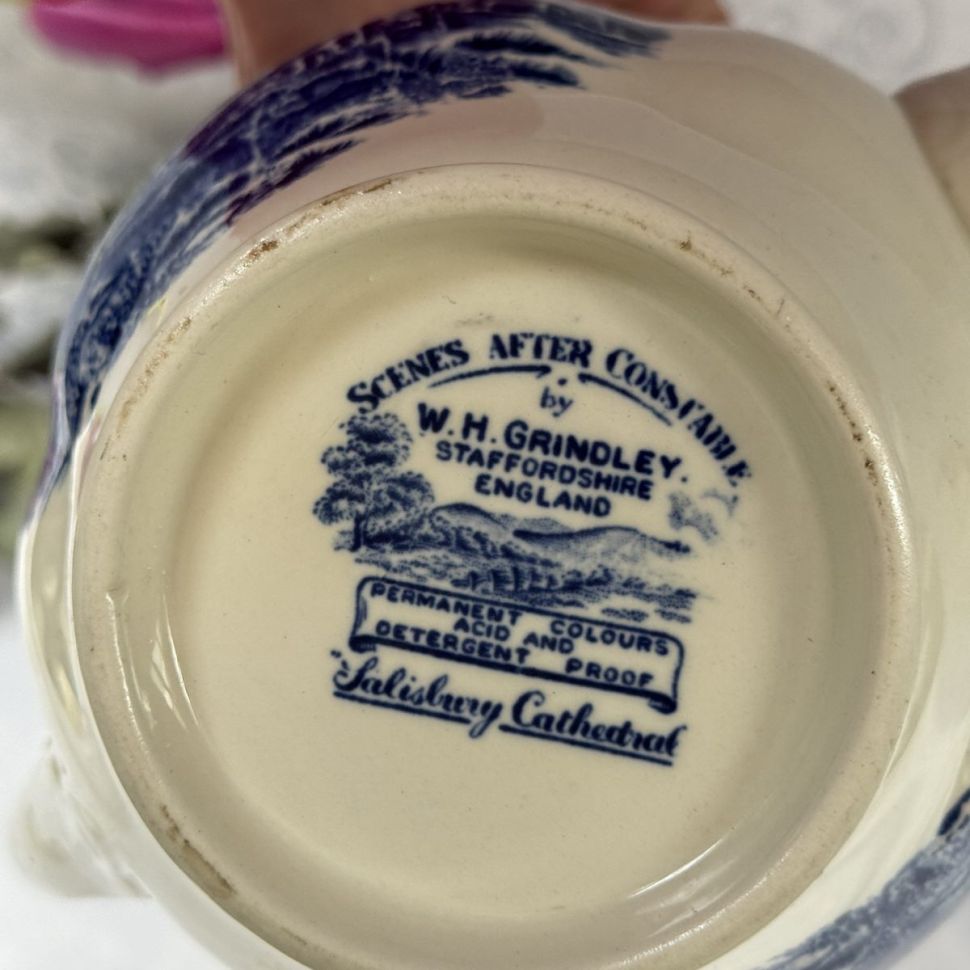 SCENES AFTER CONSTABLE
by
W.H. GRINDLEY.
STAFFORDSHIRE
ENGLAND
PERMANENT COLOURS
ACID AND
DETERGENT PROOF
"Salisbury Cathedral